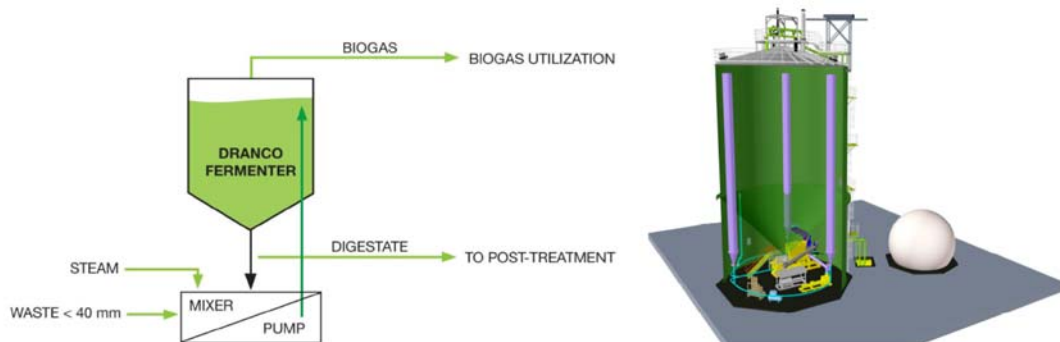 BIOGAS
BIOGAS UTILIZATION
DRANCO
FERMENTER
DIGESTATE
TO POST-TREATMENT
STEAM
MIXER
WASTE < 40 mm
PUMP